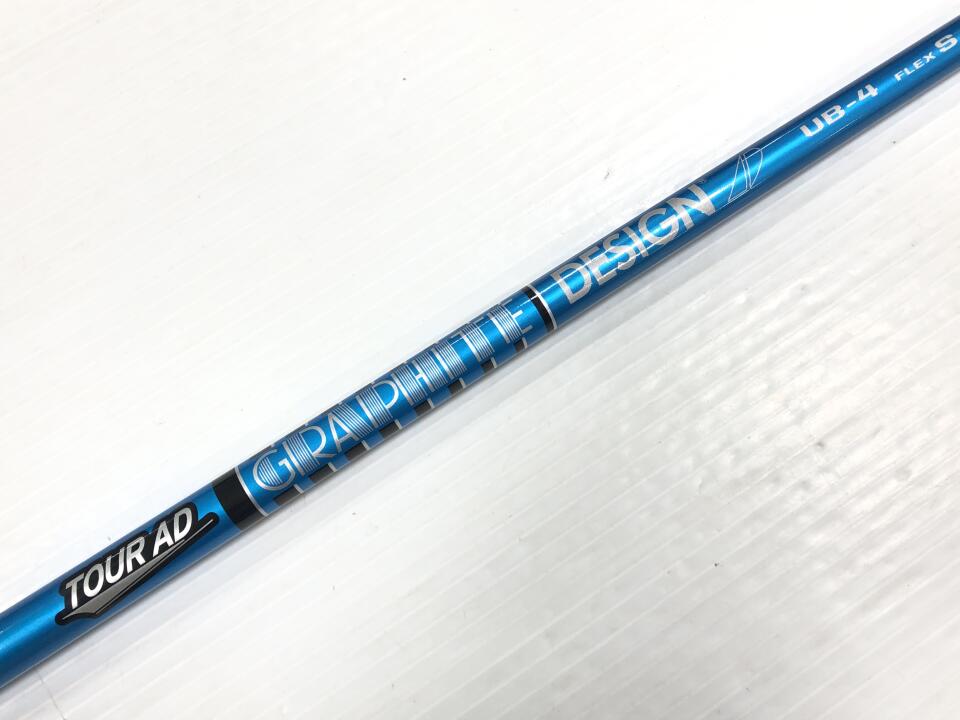 TOUR AD
GRAPHITE DESIGN
UB-4 FLEX S